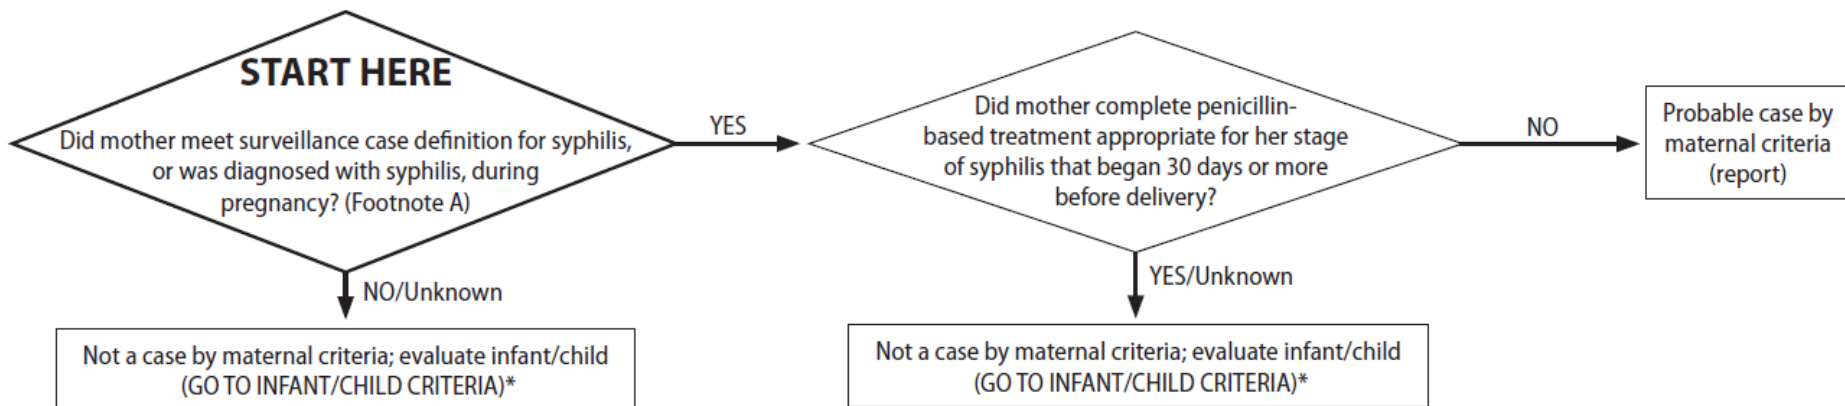 START HERE
Did mother meet surveillance case definition for syphilis,
or was diagnosed with syphilis, during
pregnancy? (Footnote A)
YES
Did mother complete penicillin-
based treatment appropriate for her stage
of syphilis that began 30 days or more
before delivery?
NO
Probable case by
maternal criteria
(report)
NO/Unknown
YES/Unknown
Not a case by maternal criteria; evaluate infant/child
(GO TO INFANT/CHILD CRITERIA)*
Not a case by maternal criteria; evaluate infant/child
(GO TO INFANT/CHILD CRITERIA)*